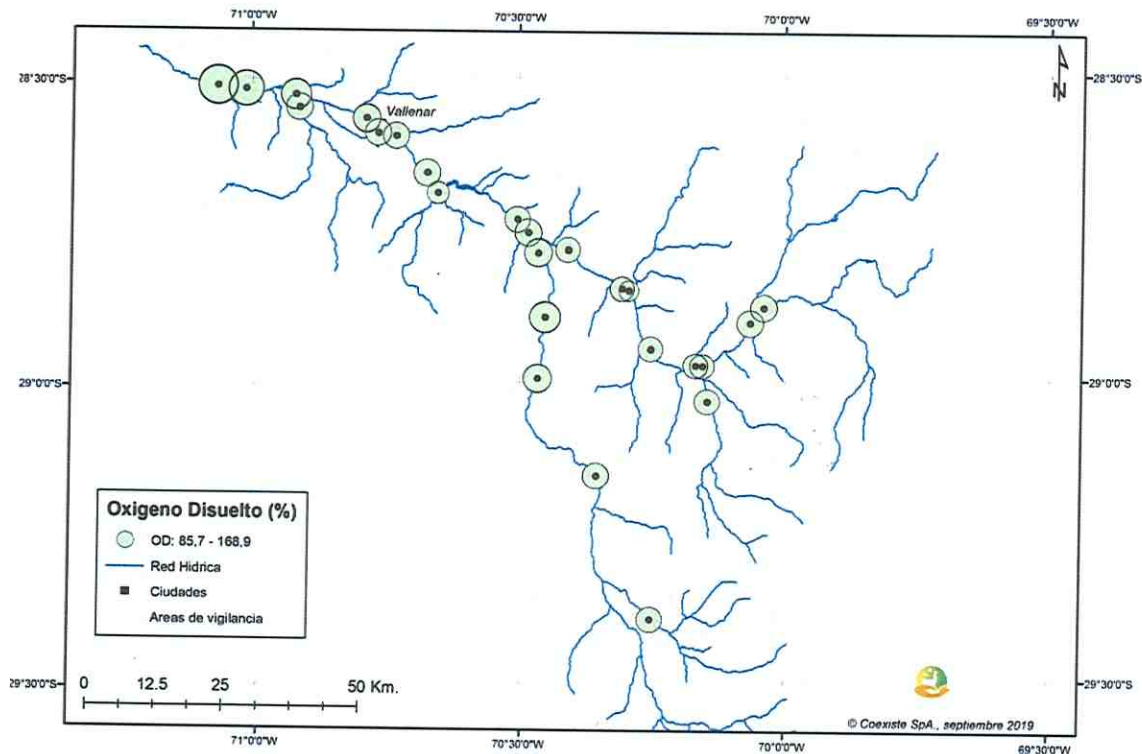 71°0'0"W
70°30'0"W
70°0'0"W
69°30'0"W
28°30'0"S
28°30'0"S
Vallenar
N
29°0'0"S
29°0'0"S
Oxigeno Disuelto (%)
OD: 85,7 - 168,9
Red Hidrica
Ciudades
Areas de vigilancia
0 12.5 25 50 Km.
29°30'0"S
29°30'0"S
© Coexiste SpA., septiembre 2019
71°0'0"W
70°30'0"W
70°0'0"W
69°30'0"W